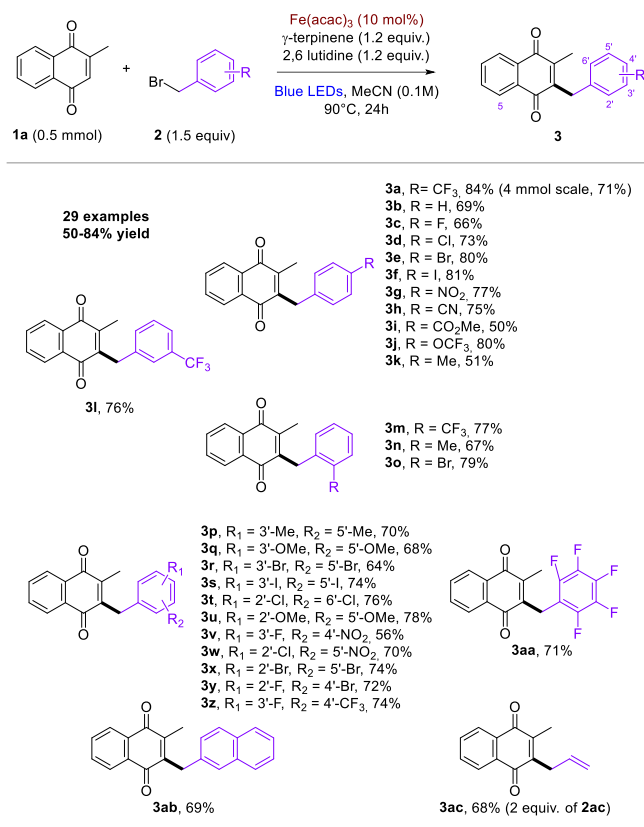 Fe(acac)₃ (10 mol%)
γ-terpinene (1.2 equiv.)
2,6 lutidine (1.2 equiv.)
Blue LEDs, MeCN (0.1M)
90°C, 24h
O
O
+
Br
R
O
O
5
6'
5'
4'
3'
2'
R
1a (0.5 mmol)
2 (1.5 equiv)
3
29 examples
50-84% yield
O
O
R
3a, R= CF₃, 84% (4 mmol scale, 71%)
3b, R = H, 69%
3c, R = F, 66%
3d, R = Cl, 73%
3e, R = Br, 80%
3f, R = I, 81%
3g, R = NO₂, 77%
3h, R = CN, 75%
3i, R = CO₂Me, 50%
3j, R = OCF₃, 80%
3k, R = Me, 51%
O
O
CF₃
3l, 76%
O
O
R
3m, R = CF₃, 77%
3n, R = Me, 67%
3o, R = Br, 79%
O
O
R₁
R₂
3p, R₁ = 3'-Me, R₂ = 5'-Me, 70%
3q, R₁ = 3'-OMe, R₂ = 5'-OMe, 68%
3r, R₁ = 3'-Br, R₂ = 5'-Br, 64%
3s, R₁ = 3'-I, R₂ = 5'-I, 74%
3t, R₁ = 2'-Cl, R₂ = 6'-Cl, 76%
3u, R₁ = 2'-OMe, R₂ = 5'-OMe, 78%
3v, R₁ = 3'-F, R₂ = 4'-NO₂, 56%
3w, R₁ = 2'-Cl, R₂ = 5'-NO₂, 70%
3x, R₁ = 2'-Br, R₂ = 5'-Br, 74%
3y, R₁ = 2'-F, R₂ = 4'-Br, 72%
3z, R₁ = 3'-F, R₂ = 4'-CF₃, 74%
O
O
F
F
F
F
F
3aa, 71%
O
O
3ab, 69%
O
O
3ac, 68% (2 equiv. of 2ac)